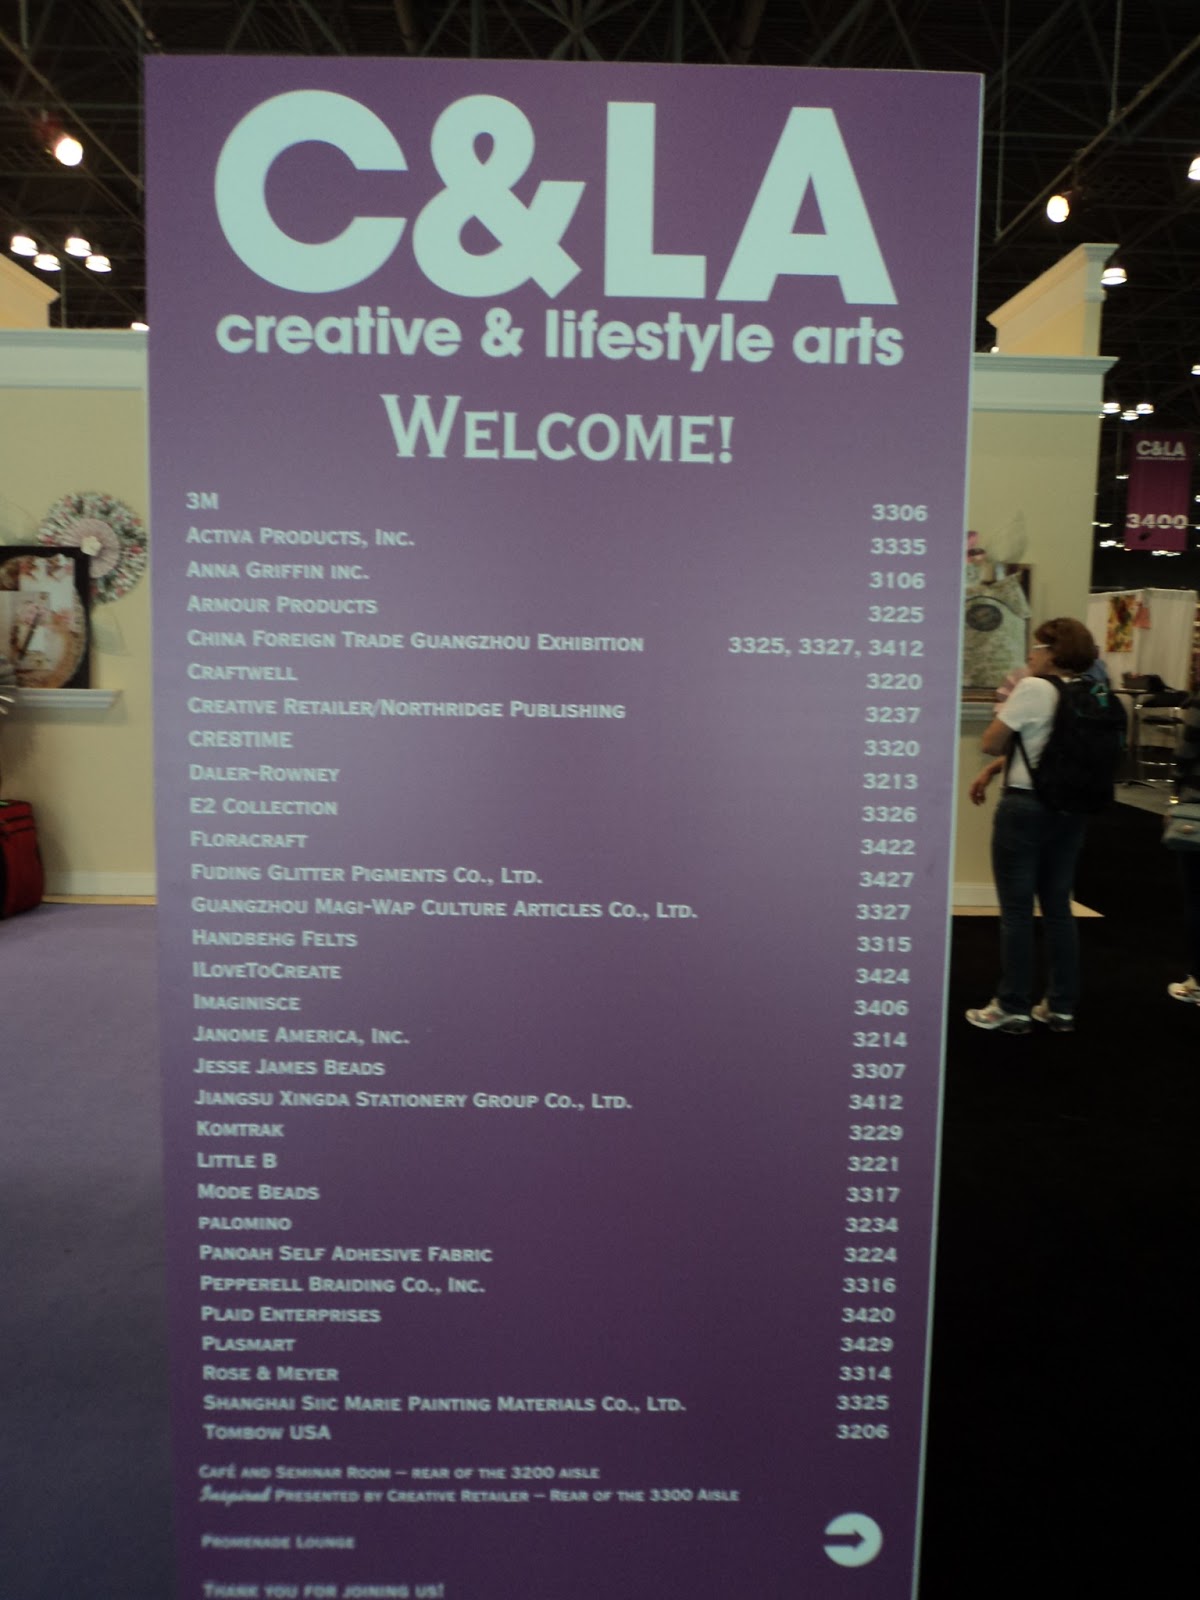 C&LA
creative & lifestyle arts
WELCOME!
3M 3306
ACTIVA PRODUCTS, INC. 3335
ANNA GRIFFIN INC. 3106
ARMOUR PRODUCTS 3225
CHINA FOREIGN TRADE GUANGZHOU EXHIBITION 3325, 3327, 3412
CRAFTWELL 3220
CREATIVE RETAILER/NORTHRIDGE PUBLISHING 3237
CRE8TIME 3320
DALER-ROWNEY 3213
E2 COLLECTION 3326
FLORACRAFT 3422
FUDING GLITTER PIGMENTS CO., LTD. 3427
GUANGZHOU MAGI-WAP CULTURE ARTICLES CO., LTD. 3327
HANDBEHG FELTS 3315
ILOVETOCREATE 3424
IMAGINISCE 3406
JANOME AMERICA, INC. 3214
JESSE JAMES BEADS 3307
JIANGSU XINGDA STATIONERY GROUP CO., LTD. 3412
KOMTRAK 3229
LITTLE B 3221
MODE BEADS 3317
PALOMINO 3234
PANOAH SELF ADHESIVE FABRIC 3224
PEPPERELL BRAIDING CO., INC. 3316
PLAID ENTERPRISES 3420
PLASMART 3429
ROSE & MEYER 3314
SHANGHAI SIIC MARIE PAINTING MATERIALS CO., LTD. 3325
TOMBOW USA 3206
CAFÉ AND SEMINAR ROOM – REAR OF THE 3200 AISLE
Inspired PRESENTED BY CREATIVE RETAILER – REAR OF THE 3300 AISLE
PROMENADE LOUNGE
THANK YOU FOR JOINING US!
C&LA
3400